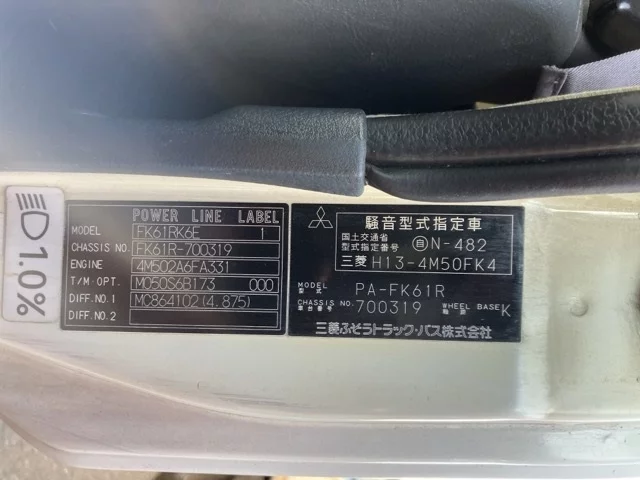 1.0%
POWER LINE LABEL
MODEL FK61RK6E 1
CHASSIS NO. FK61R-700319
ENGINE 4M502A6FA331
T/M·OPT. M050S6B173 000
DIFF.NO.1 MC864102(4.875)
DIFF.NO.2
騒音型式指定車
国土交通省
型式指定番号 自N-482
三菱 H13-4M50FK4
MODEL
型式 PA-FK61R
CHASSIS NO.
車台番号 700319 WHEEL BASE
軸距 K
三菱ふそうトラック・バス株式会社